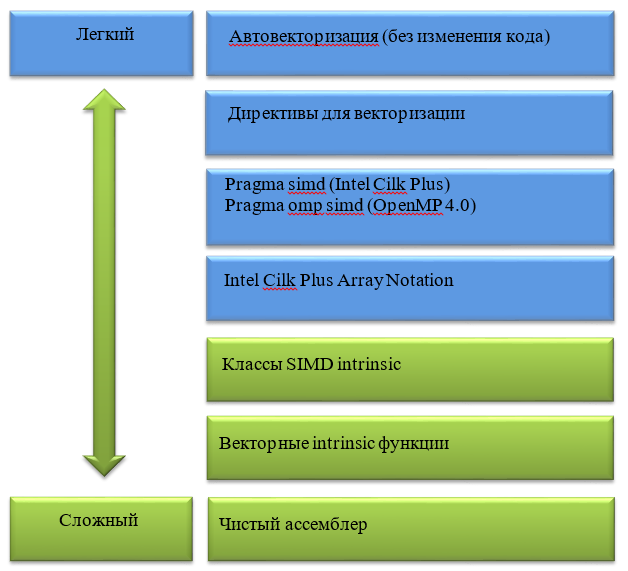 Легкий
Автовекторизация (без изменения кода)
Директивы для векторизации
Pragma simd (Intel Cilk Plus)
Pragma omp simd (OpenMP 4.0)
Intel Cilk Plus Array Notation
Классы SIMD intrinsic
Векторные intrinsic функции
Сложный
Чистый ассемблер